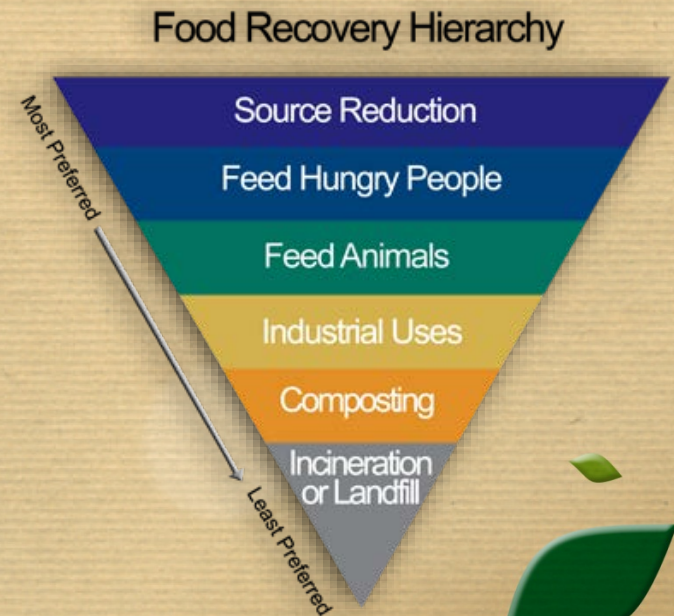 Food Recovery Hierarchy
Most Preferred
Source Reduction
Feed Hungry People
Feed Animals
Industrial Uses
Composting
Incineration
or Landfill
Least Preferred